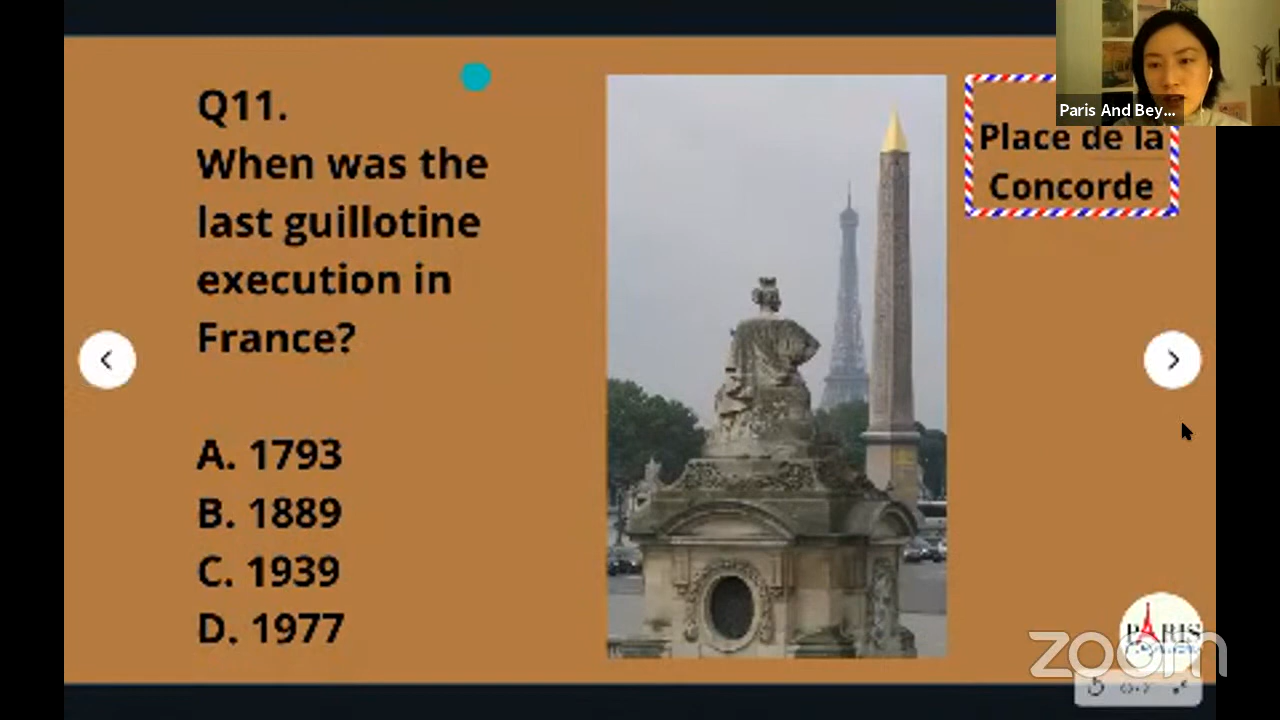 Q11.
When was the
last guillotine
execution in
France?
A. 1793
B. 1889
C. 1939
D. 1977
Place de la
Concorde
Paris And Bey...
PARIS
zoom